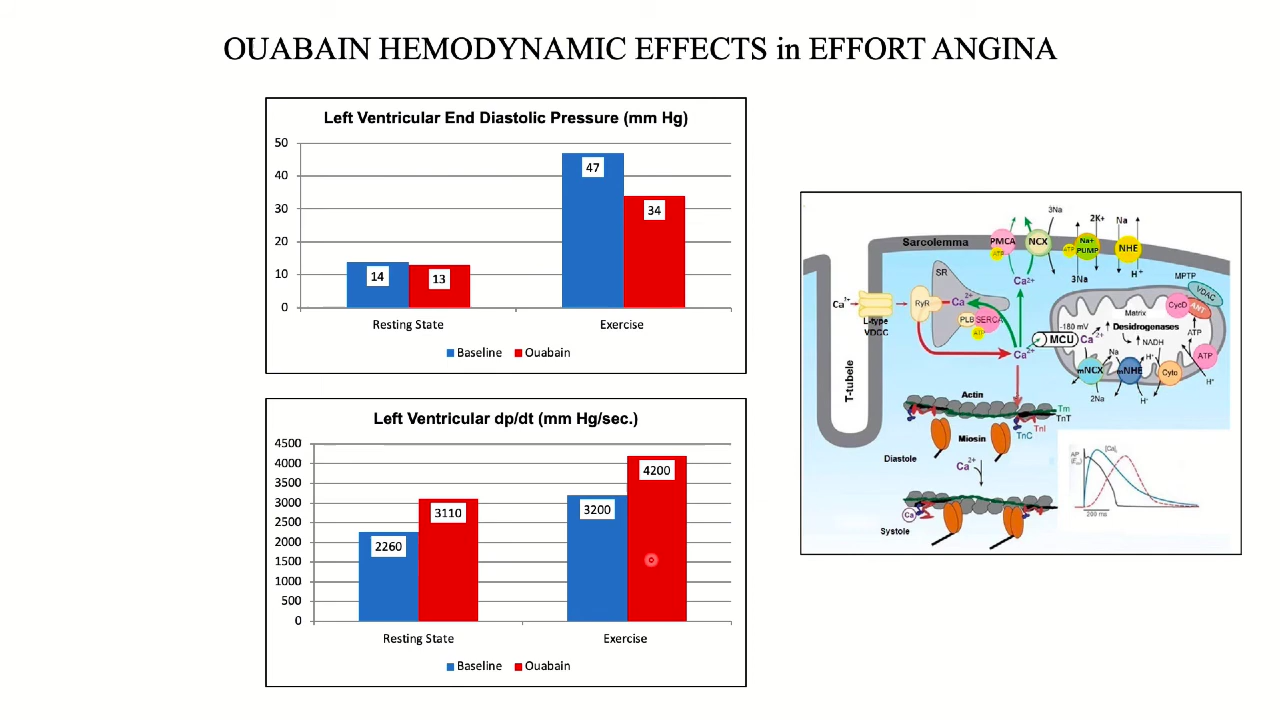 OUABAIN HEMODYNAMIC EFFECTS in EFFORT ANGINA
Left Ventricular End Diastolic Pressure (mm Hg)
50
40
30
20
10
0
14
13
47
34
Resting State
Exercise
Baseline
Ouabain
Left Ventricular dp/dt (mm Hg/sec.)
4500
4000
3500
3000
2500
2000
1500
1000
500
0
2260
3110
3200
4200
Resting State
Exercise
Baseline
Ouabain
Sarcolemma
PMCA
ATP
NCX
3Na
ATP
Na+
PUMP
2K+
3Na
Na
NHE
H+
Ca2+
SR
Ca2+
L-type
VDCC
RyR
Ca2+
PLB
SERCA
ATP
Ca2+
T-tubele
MPTP
VDAC
CycD
ANT
Matrix
-180 mV
MCU
Ca2+
Desidrogenases
NADH
ATP
ATP
Na
mNCX
2Na
mNHE
H+
H+
Cyto
H+
Actin
Tm
TnT
TnI
TnC
Miosin
Diastole
Ca2+
Ca
Systole
AP
[Ca]i
200 ms